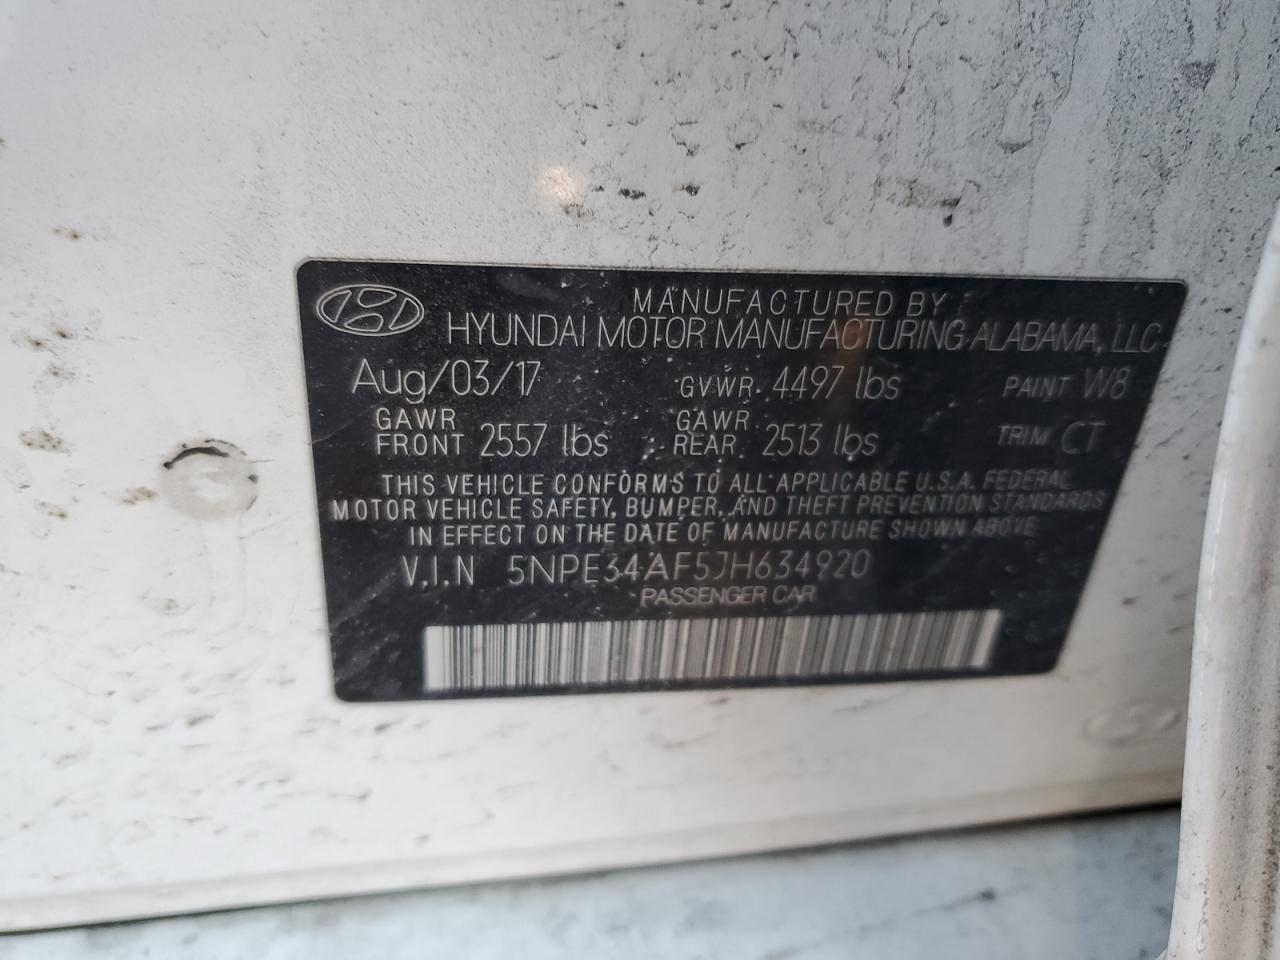 MANUFACTURED BY
HYUNDAI MOTOR MANUFACTURING ALABAMA, LLC
Aug/03/17 GVWR 4497 lbs PAINT W8
GAWR FRONT 2557 lbs GAWR REAR 2513 lbs TRIM CT
THIS VEHICLE CONFORMS TO ALL APPLICABLE U.S.A. FEDERAL
MOTOR VEHICLE SAFETY, BUMPER, AND THEFT PREVENTION STANDARDS
IN EFFECT ON THE DATE OF MANUFACTURE SHOWN ABOVE
V.I.N 5NPE34AF5JH634920
PASSENGER CAR